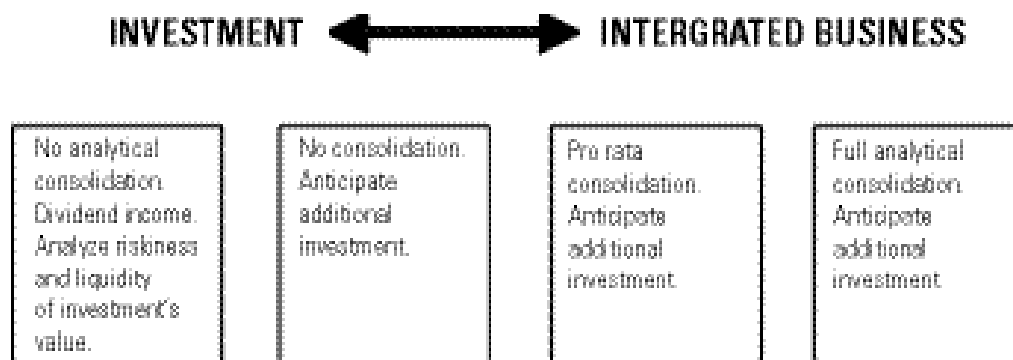 INVESTMENT INTERGRATED BUSINESS
No analytical
consolidation.
Dividend income.
Analyze riskiness
and liquidity
of investment's
value.
No consolidation.
Anticipate
additional
investment.
Pro rata
consolidation.
Anticipate
additional
investment.
Full analytical
consolidation.
Anticipate
additional
investment.